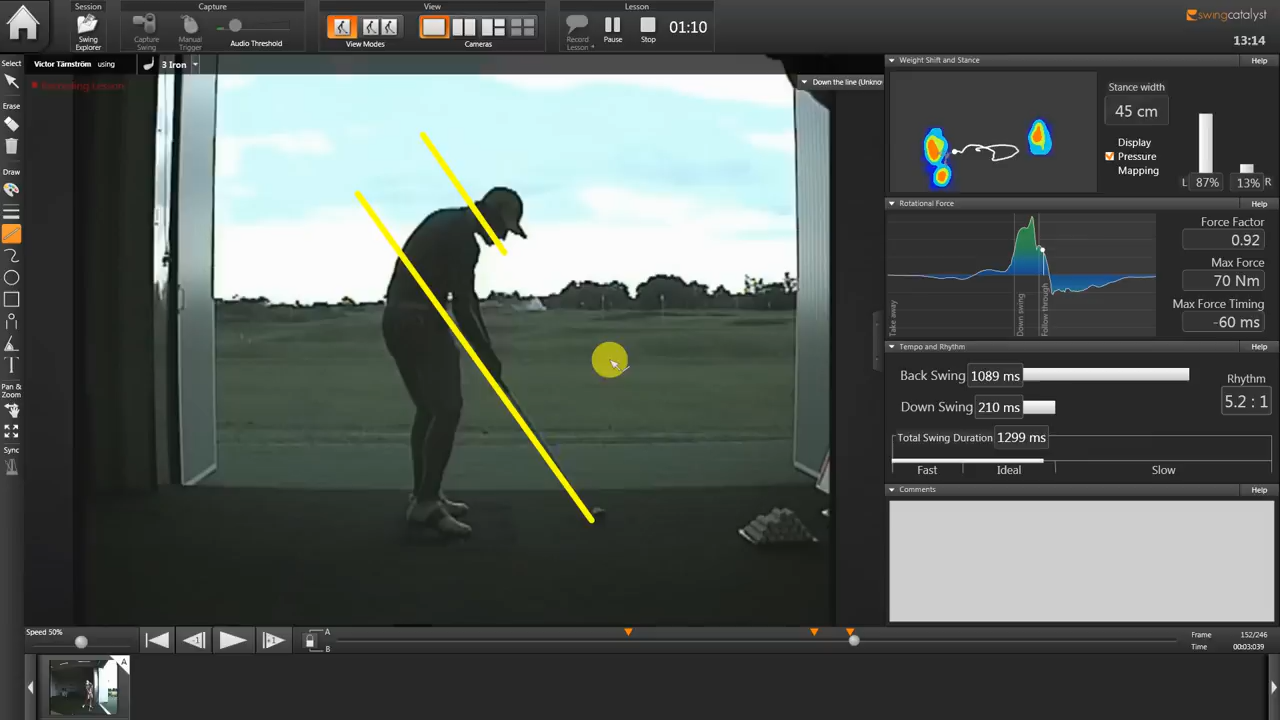 Session
Capture
View
Lesson
swingcatalyst
Swing
Explorer
Capture
Swing
Manual
Trigger
Audio Threshold
View Modes
Cameras
Record
Lesson
Pause
Stop
01:10
13:14
Select
Victor Tärnström using
3 Iron
Recording Lesson
Down the line (Unkno
Erase
Draw
T
Pan &
Zoom
Sync
Weight Shift and Stance
Help
Stance width
45 cm
Display
Pressure
Mapping
L 87%
13% R
Rotational Force
Help
Take away
Down swing
Follow through
Force Factor
0.92
Max Force
70 Nm
Max Force Timing
-60 ms
Tempo and Rhythm
Help
Back Swing 1089 ms
Down Swing 210 ms
Rhythm
5.2 : 1
Total Swing Duration 1299 ms
Fast
Ideal
Slow
Comments
Help
Speed 50%
-1
+1
A
B
Frame 152/246
Time 00:03:039
A